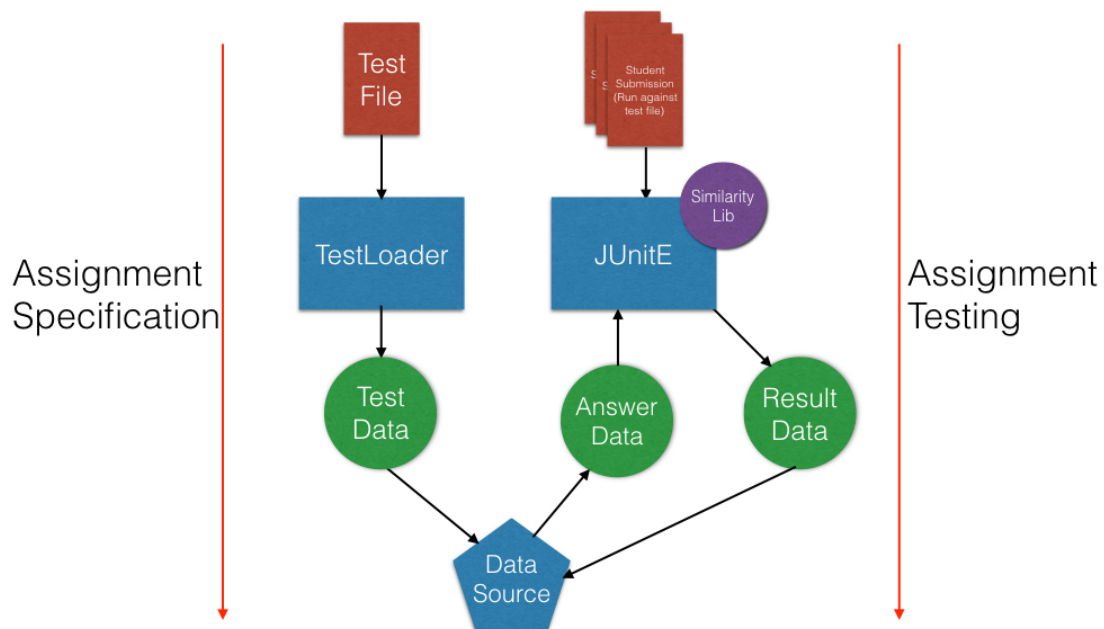 Test
File
S
S
Student
Submission
(Run against
test file)
Similarity
Lib
TestLoader
JUnitE
Assignment
Specification
Assignment
Testing
Test
Data
Answer
Data
Result
Data
Data
Source